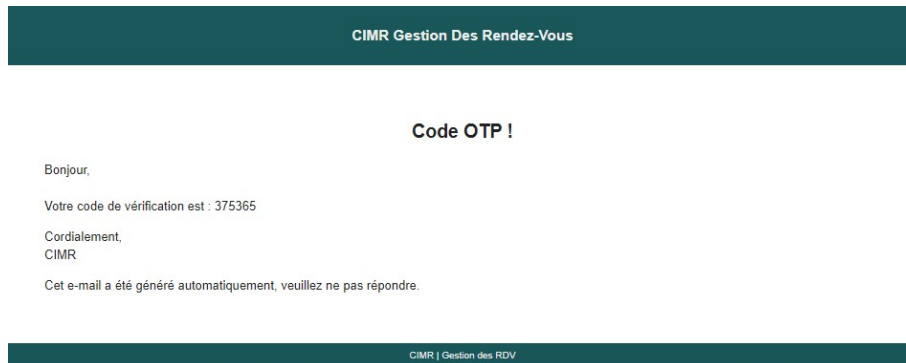 CIMR Gestion Des Rendez-Vous
Code OTP !
Bonjour,
Votre code de vérification est : 375365
Cordialement,
CIMR
Cet e-mail a été généré automatiquement, veuillez ne pas répondre.
CIMR | Gestion des RDV